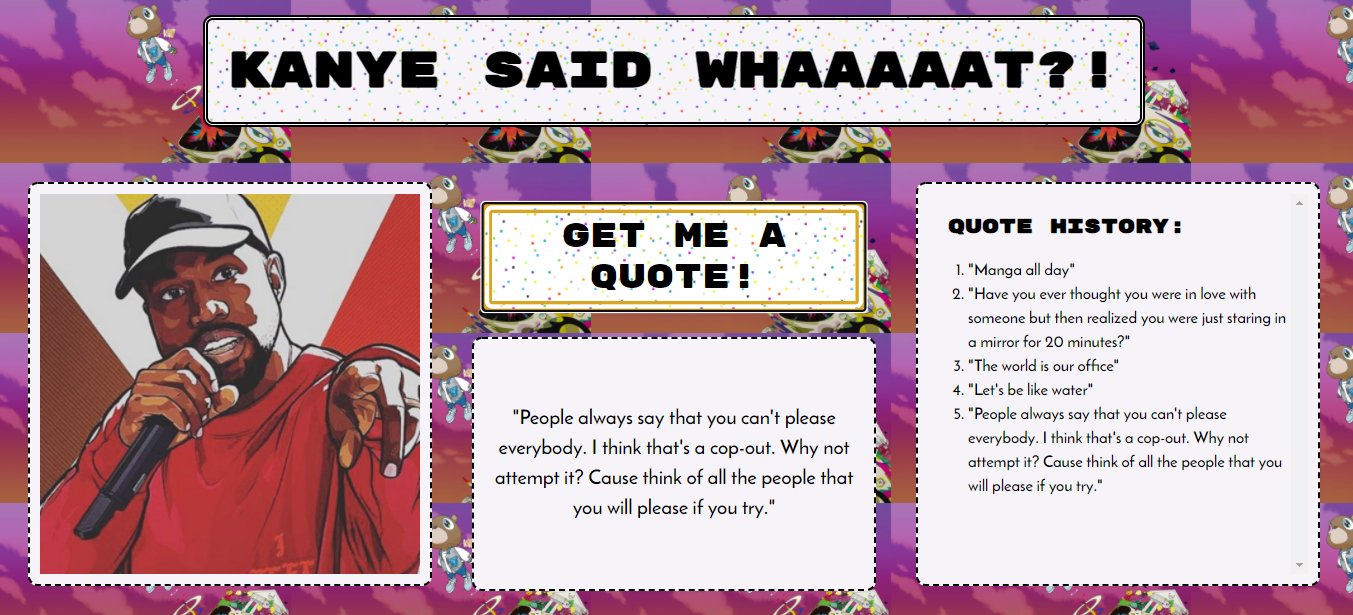 KANYE SAID WHAAAAAT?!
GET ME A
QUOTE!
"People always say that you can't please
everybody. I think that's a cop-out. Why not
attempt it? Cause think of all the people that
you will please if you try."
QUOTE HISTORY:
1. "Manga all day"
2. "Have you ever thought you were in love with
someone but then realized you were just staring in
a mirror for 20 minutes?"
3. "The world is our office"
4. "Let's be like water"
5. "People always say that you can't please
everybody. I think that's a cop-out. Why not
attempt it? Cause think of all the people that you
will please if you try."